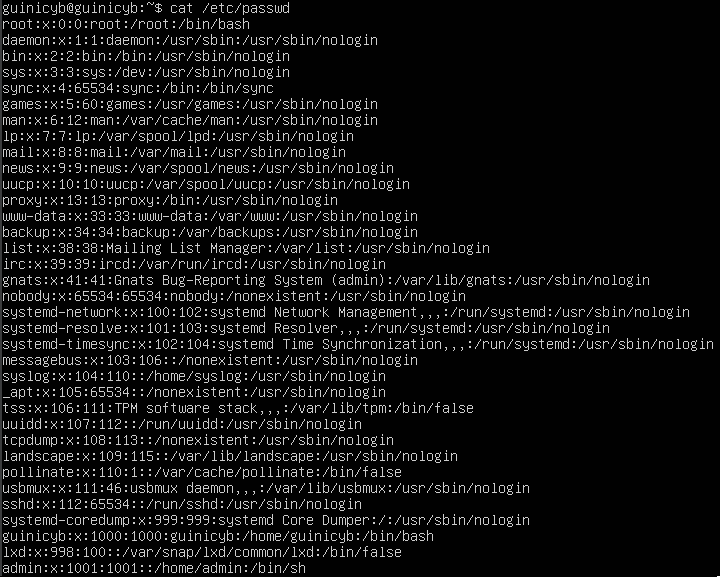 guinicyb@guinicyb:~$ cat /etc/passwd
root:x:0:0:root:/root:/bin/bash
daemon:x:1:1:daemon:/usr/sbin:/usr/sbin/nologin
bin:x:2:2:bin:/bin:/usr/sbin/nologin
sys:x:3:3:sys:/dev:/usr/sbin/nologin
sync:x:4:65534:sync:/bin:/bin/sync
games:x:5:60:games:/usr/games:/usr/sbin/nologin
man:x:6:12:man:/var/cache/man:/usr/sbin/nologin
lp:x:7:7:lp:/var/spool/lpd:/usr/sbin/nologin
mail:x:8:8:mail:/var/mail:/usr/sbin/nologin
news:x:9:9:news:/var/spool/news:/usr/sbin/nologin
uucp:x:10:10:uucp:/var/spool/uucp:/usr/sbin/nologin
proxy:x:13:13:proxy:/bin:/usr/sbin/nologin
www-data:x:33:33:www-data:/var/www:/usr/sbin/nologin
backup:x:34:34:backup:/var/backups:/usr/sbin/nologin
list:x:38:38:Mailing List Manager:/var/list:/usr/sbin/nologin
irc:x:39:39:ircd:/var/run/ircd:/usr/sbin/nologin
gnats:x:41:41:Gnats Bug-Reporting System (admin):/var/lib/gnats:/usr/sbin/nologin
nobody:x:65534:65534:nobody:/nonexistent:/usr/sbin/nologin
systemd-network:x:100:102:systemd Network Management,,,:/run/systemd:/usr/sbin/nologin
systemd-resolve:x:101:103:systemd Resolver,,,:/run/systemd:/usr/sbin/nologin
systemd-timesync:x:102:104:systemd Time Synchronization,,,:/run/systemd:/usr/sbin/nologin
messagebus:x:103:106::/nonexistent:/usr/sbin/nologin
syslog:x:104:110::/home/syslog:/usr/sbin/nologin
_apt:x:105:65534::/nonexistent:/usr/sbin/nologin
tss:x:106:111:TPM software stack,,,:/var/lib/tpm:/bin/false
uuidd:x:107:112::/run/uuidd:/usr/sbin/nologin
tcpdump:x:108:113::/nonexistent:/usr/sbin/nologin
landscape:x:109:115::/var/lib/landscape:/usr/sbin/nologin
pollinate:x:110:1::/var/cache/pollinate:/bin/false
usbmux:x:111:46:usbmux daemon,,,:/var/lib/usbmux:/usr/sbin/nologin
sshd:x:112:65534::/run/sshd:/usr/sbin/nologin
systemd-coredump:x:999:999:systemd Core Dumper:/:/usr/sbin/nologin
guinicyb:x:1000:1000:guinicyb:/home/guinicyb:/bin/bash
lxd:x:998:100::/var/snap/lxd/common/lxd:/bin/false
admin:x:1001:1001::/home/admin:/bin/sh